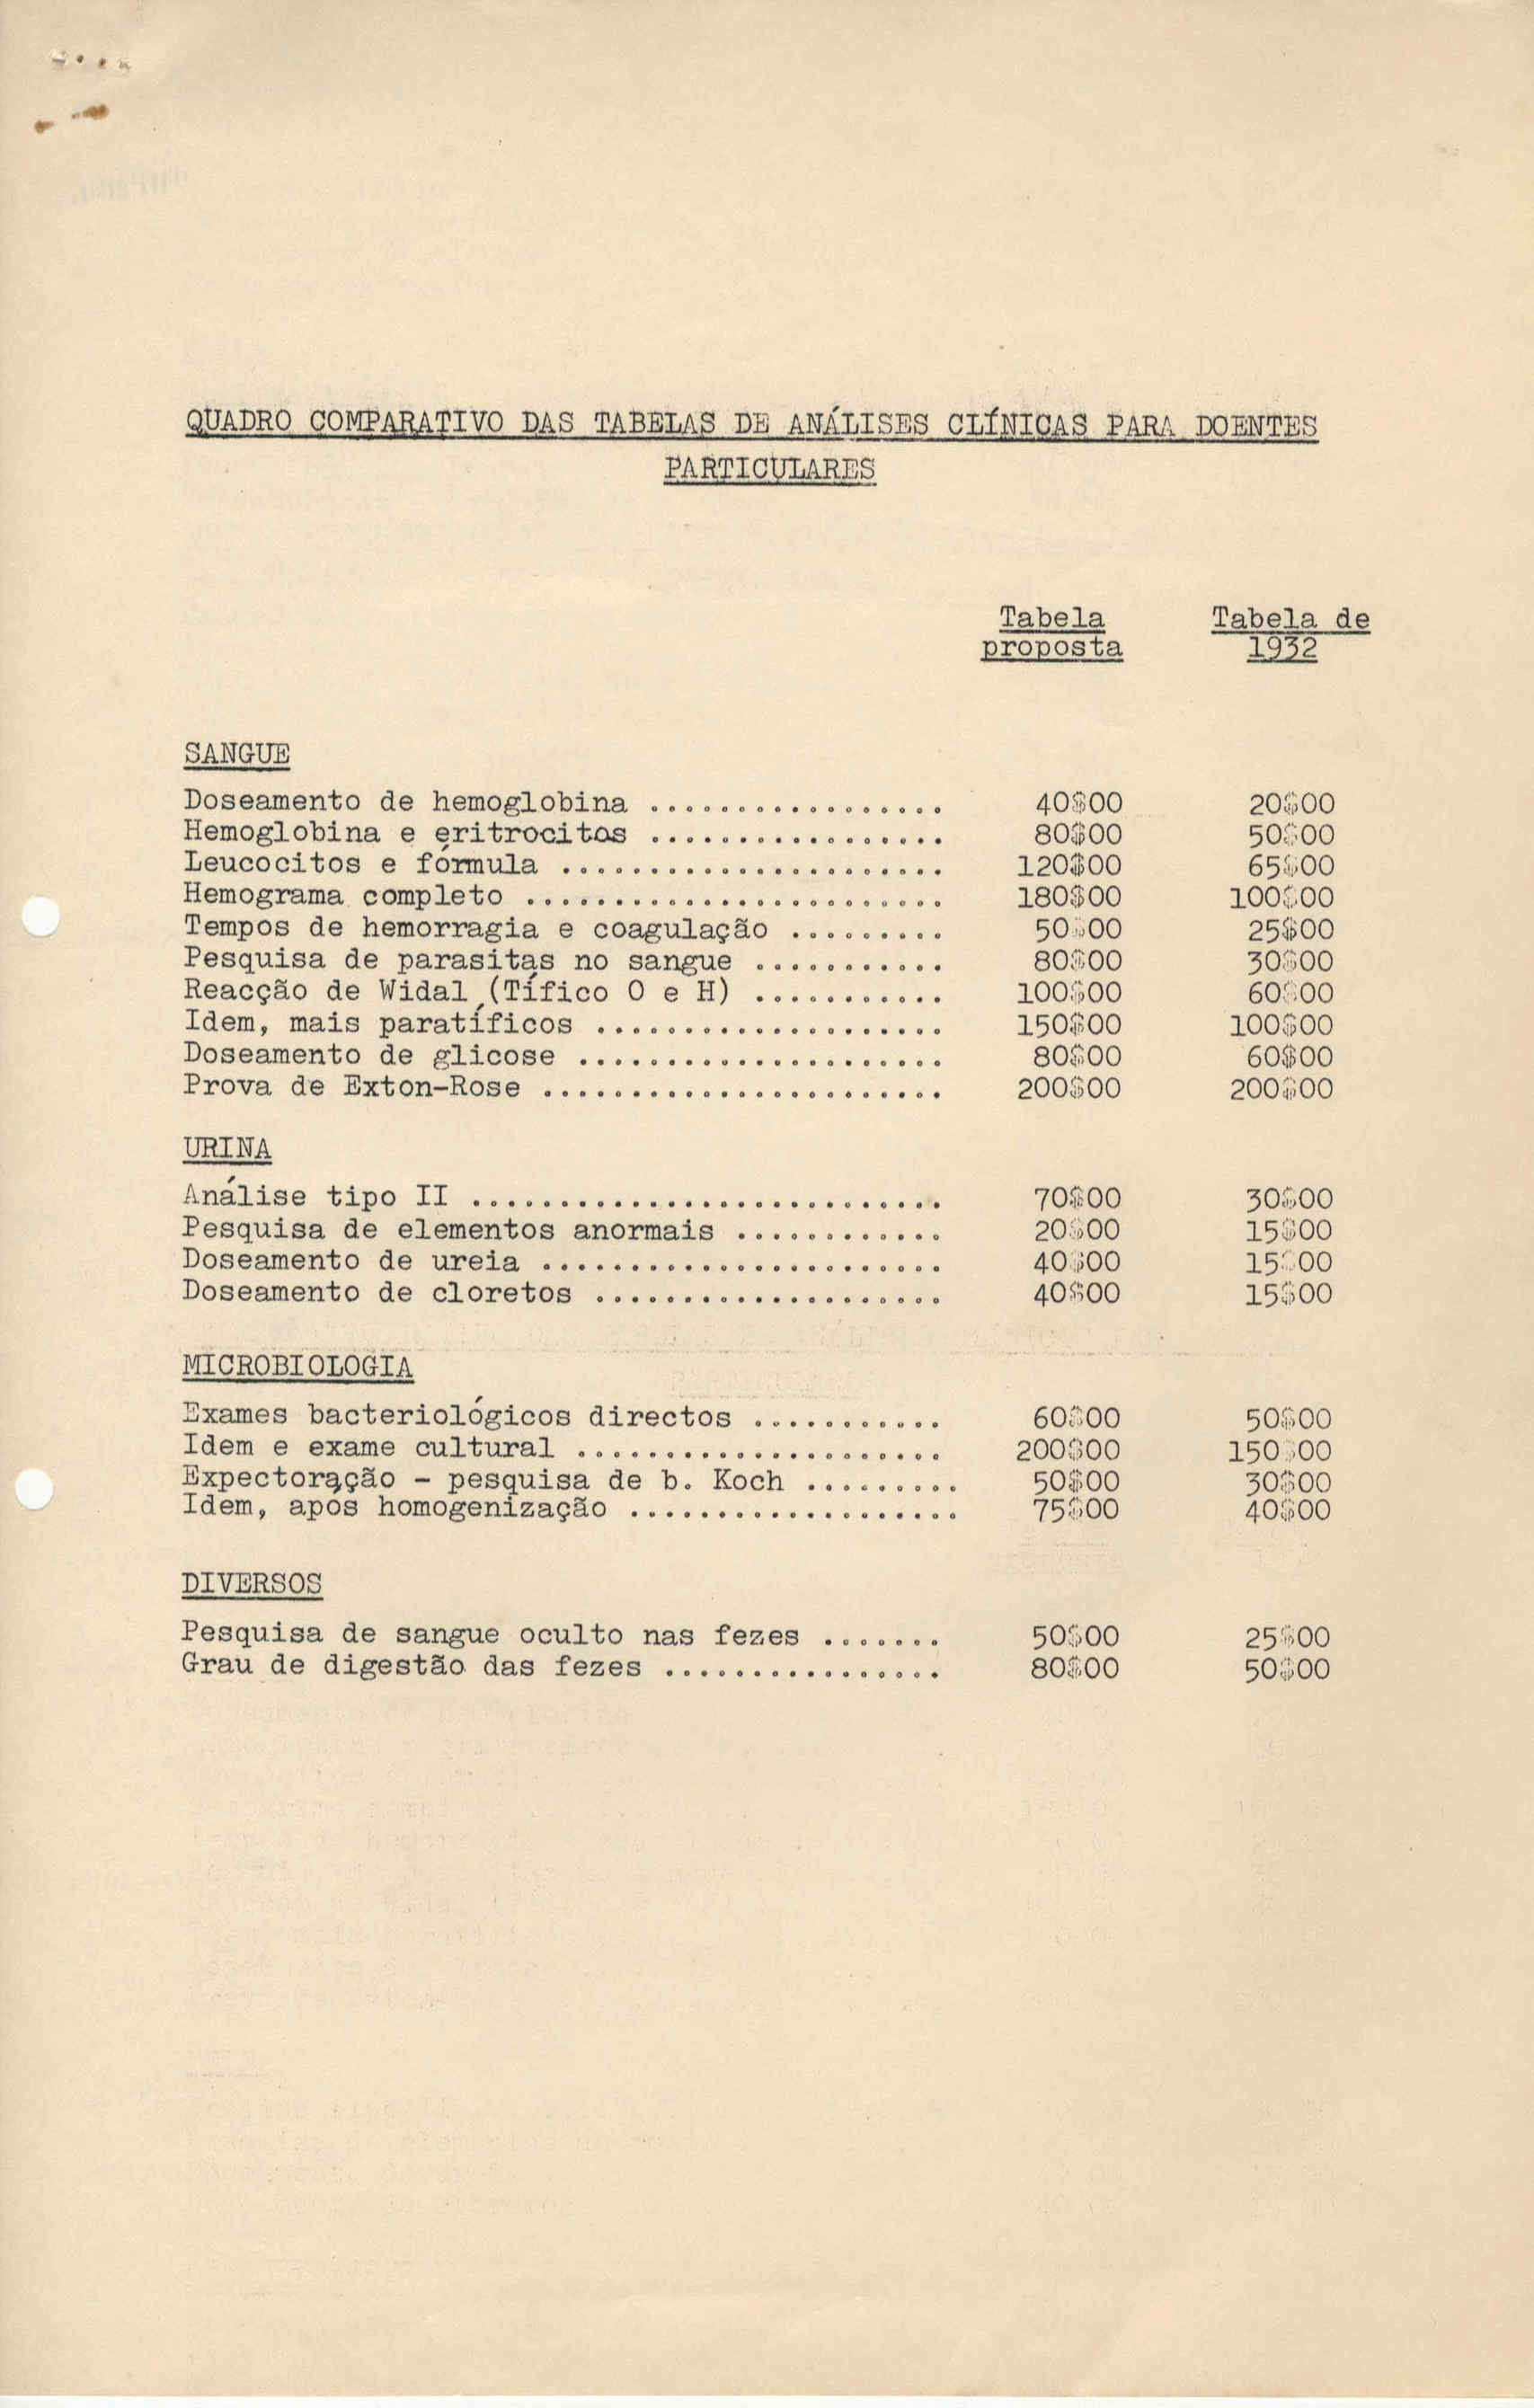 QUADRO COMPARATIVO DAS TABELAS DE ANÁLISES CLÍNICAS PARA DOENTES
PARTICULARES
Tabela Tabela de
proposta 1932
SANGUE
Doseamento de hemoglobina ................. 40$00 20$00
Hemoglobina e eritrocitos ................. 80$00 50$00
Leucocitos e fórmula ...................... 120$00 65$00
Hemograma completo ........................ 180$00 100$00
Tempos de hemorragia e coagulação ......... 50$00 25$00
Pesquisa de parasitas no sangue ........... 80$00 30$00
Reacção de Widal (Tífico O e H) ........... 100$00 60$00
Idem, mais paratíficos .................... 150$00 100$00
Doseamento de glicose ..................... 80$00 60$00
Prova de Exton-Rose ....................... 200$00 200$00
URINA
Análise tipo II ........................... 70$00 30$00
Pesquisa de elementos anormais ............ 20$00 15$00
Doseamento de ureia ....................... 40$00 15$00
Doseamento de cloretos .................... 40$00 15$00
MICROBIOLOGIA
Exames bacteriológicos directos ........... 60$00 50$00
Idem e exame cultural ..................... 200$00 150$00
Expectoração - pesquisa de b. Koch ......... 50$00 30$00
Idem, após homogenização ................... 75$00 40$00
DIVERSOS
Pesquisa de sangue oculto nas fezes ....... 50$00 25$00
Grau de digestão das fezes ................ 80$00 50$00